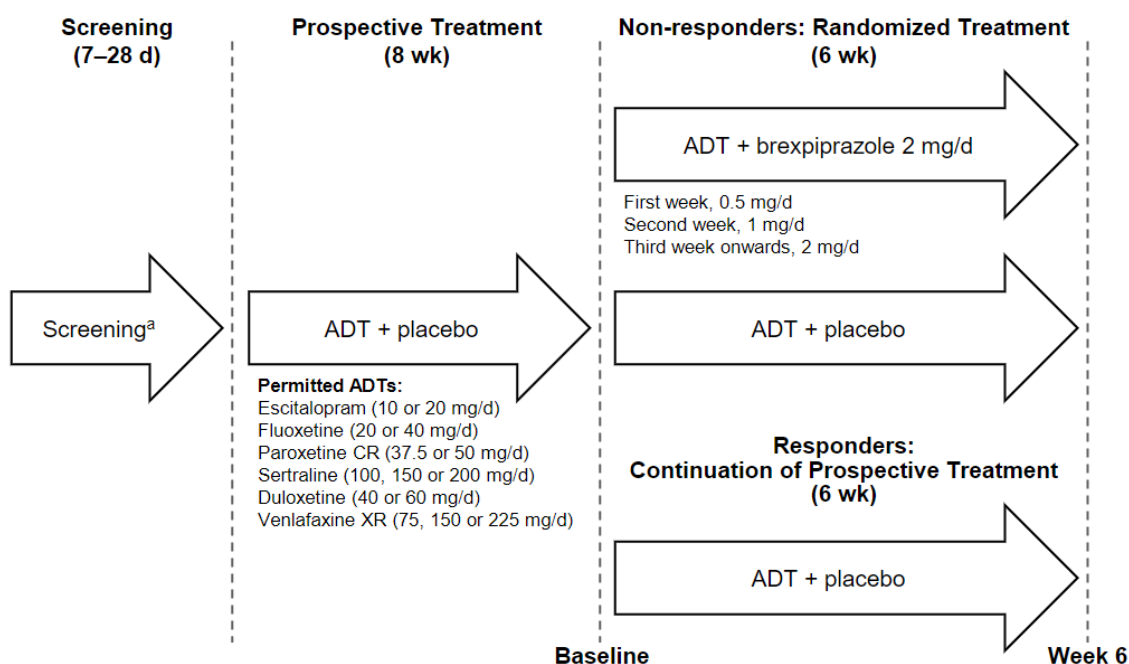 Screening
(7–28 d)
Prospective Treatment
(8 wk)
Non-responders: Randomized Treatment
(6 wk)
ADT + brexpiprazole 2 mg/d
First week, 0.5 mg/d
Second week, 1 mg/d
Third week onwards, 2 mg/d
Screeningᵃ
ADT + placebo
ADT + placebo
Permitted ADTs:
Escitalopram (10 or 20 mg/d)
Fluoxetine (20 or 40 mg/d)
Paroxetine CR (37.5 or 50 mg/d)
Sertraline (100, 150 or 200 mg/d)
Duloxetine (40 or 60 mg/d)
Venlafaxine XR (75, 150 or 225 mg/d)
Responders:
Continuation of Prospective Treatment
(6 wk)
ADT + placebo
Baseline
Week 6